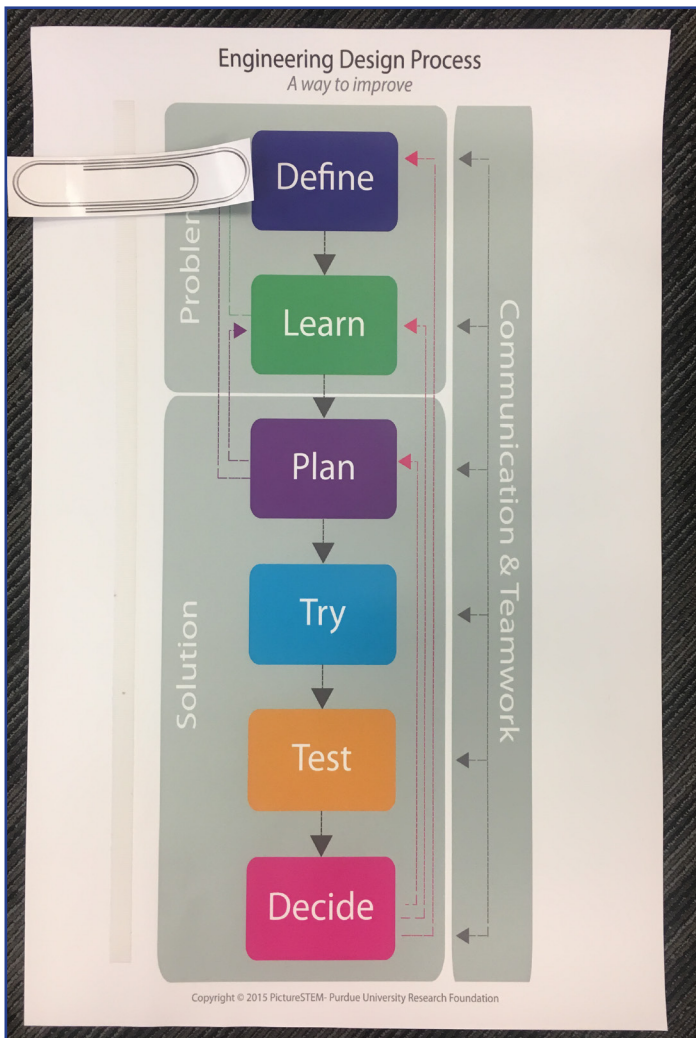 Engineering Design Process
A way to improve
Problem
Define
Learn
Solution
Plan
Try
Test
Decide
Communication & Teamwork
Copyright © 2015 PictureSTEM- Purdue University Research Foundation